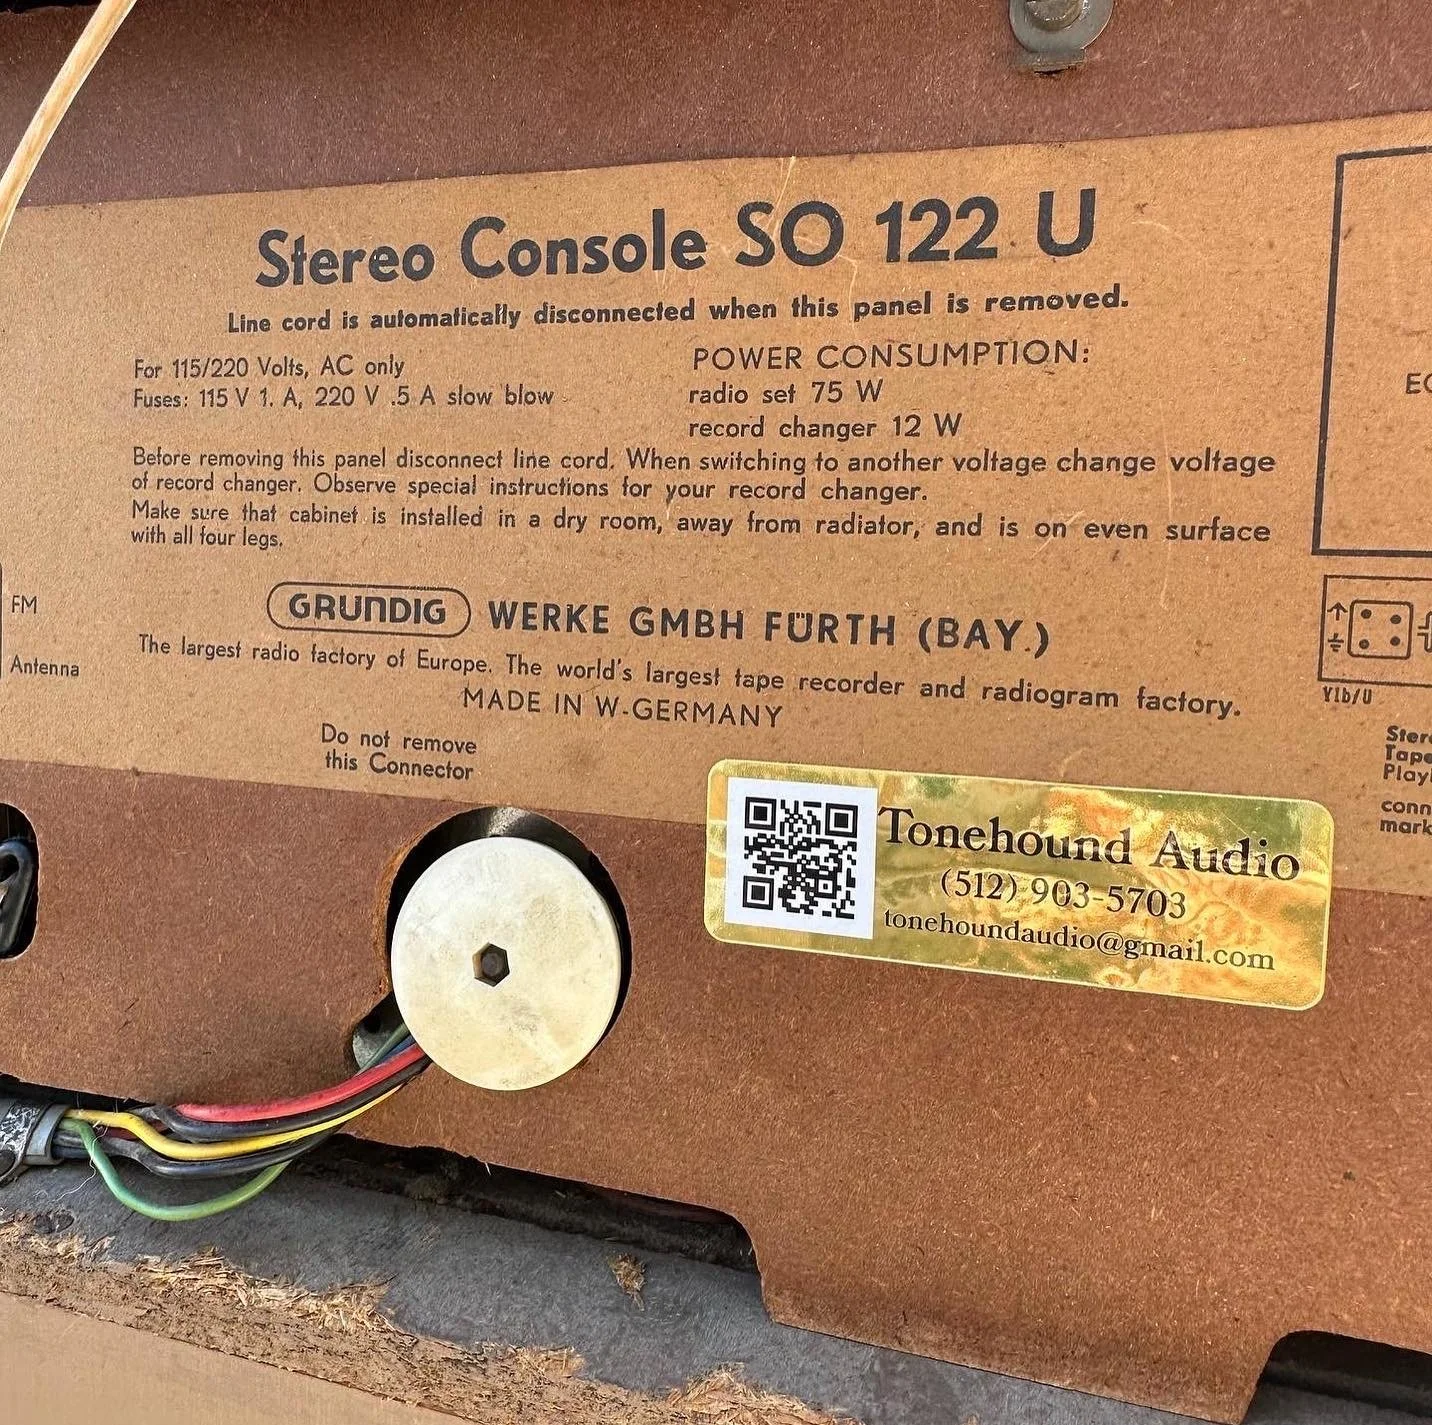 Stereo Console SO 122 U
Line cord is automatically disconnected when this panel is removed.
For 115/220 Volts, AC only
Fuses: 115 V 1. A, 220 V .5 A slow blow
POWER CONSUMPTION:
radio set 75 W
record changer 12 W
Before removing this panel disconnect line cord. When switching to another voltage change voltage
of record changer. Observe special instructions for your record changer.
Make sure that cabinet is installed in a dry room, away from radiator, and is on even surface
with all four legs.
GRUNDIG WERKE GMBH FÜRTH (BAY.)
The largest radio factory of Europe. The world's largest tape recorder and radiogram factory.
MADE IN W.-GERMANY
Do not remove
this Connector
FM
Antenna
Tonehound Audio
(512) 903-5703
tonehoundaudio@gmail.com